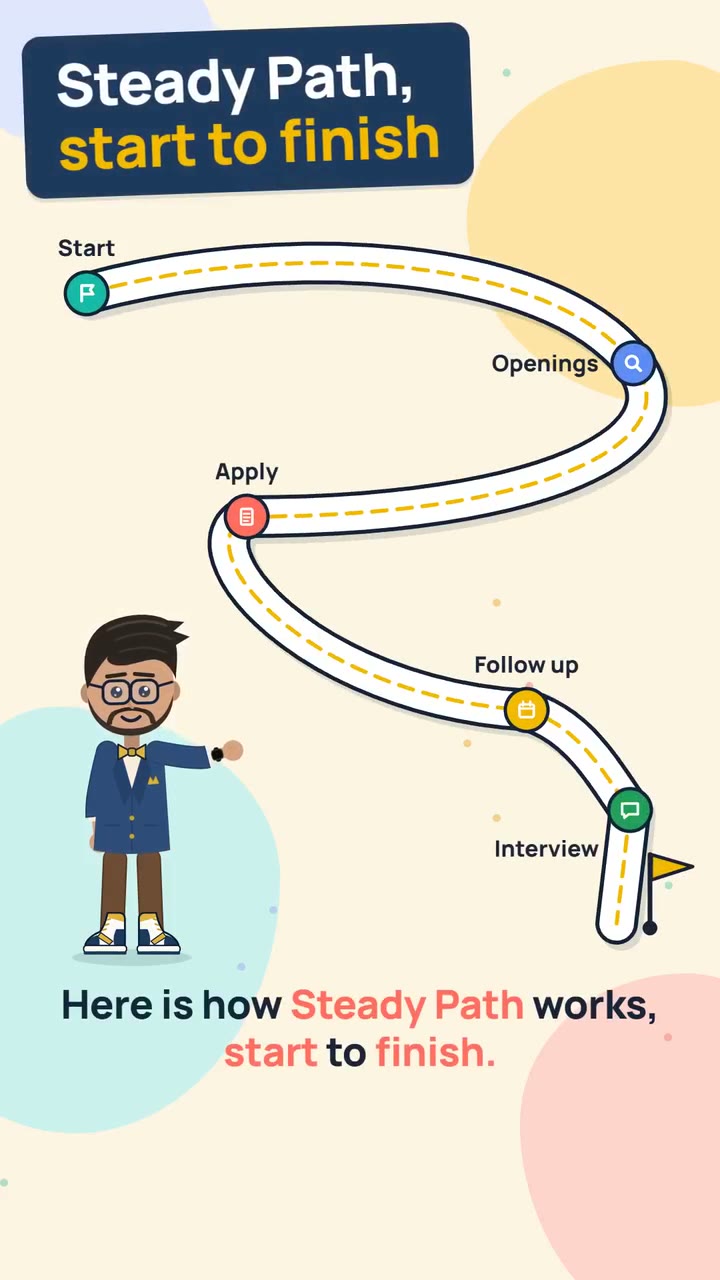 Steady Path,
start to finish
Start
Openings
Apply
Follow up
Interview
Here is how Steady Path works,
start to finish.